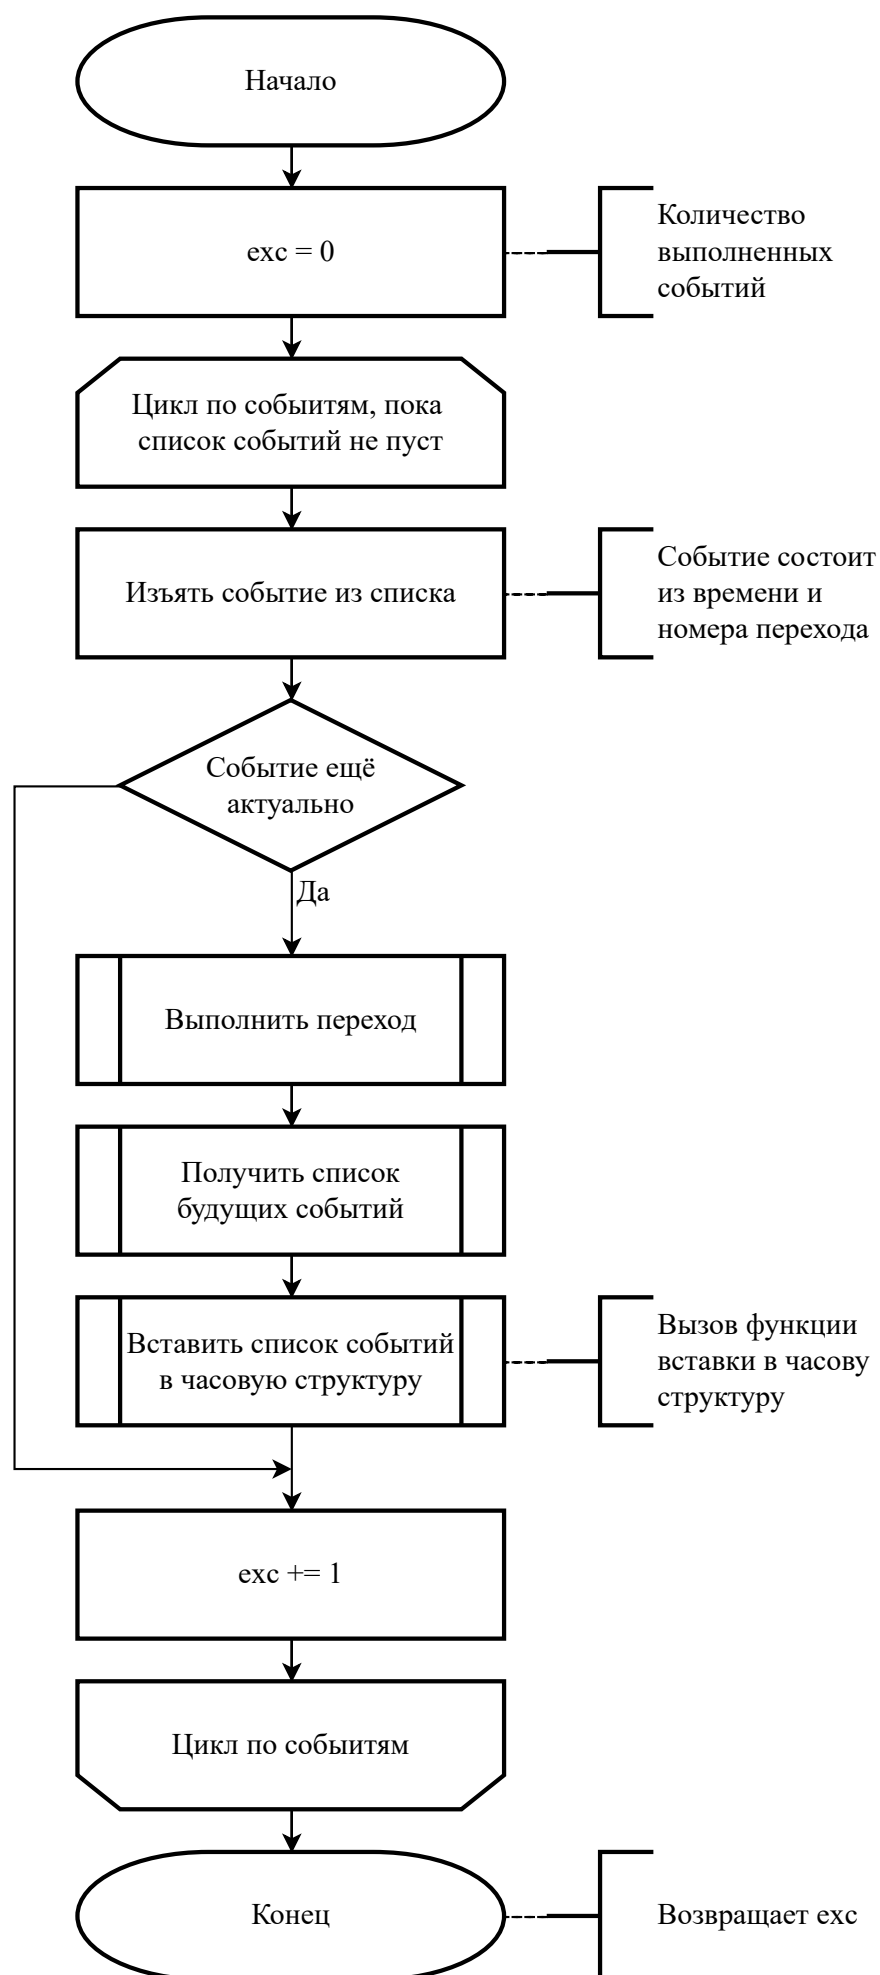 Начало
exc = 0
Количество
выполненных
событий
Цикл по собыитям, пока
список событий не пуст
Изъять событие из списка
Событие состоит
из времени и
номера перехода
Событие ещё
актуально
Да
Выполнить переход
Получить список
будущих событий
Вставить список событий
в часовую структуру
Вызов функции
вставки в часову
структуру
exc += 1
Цикл по собыитям
Конец
Возвращает exc